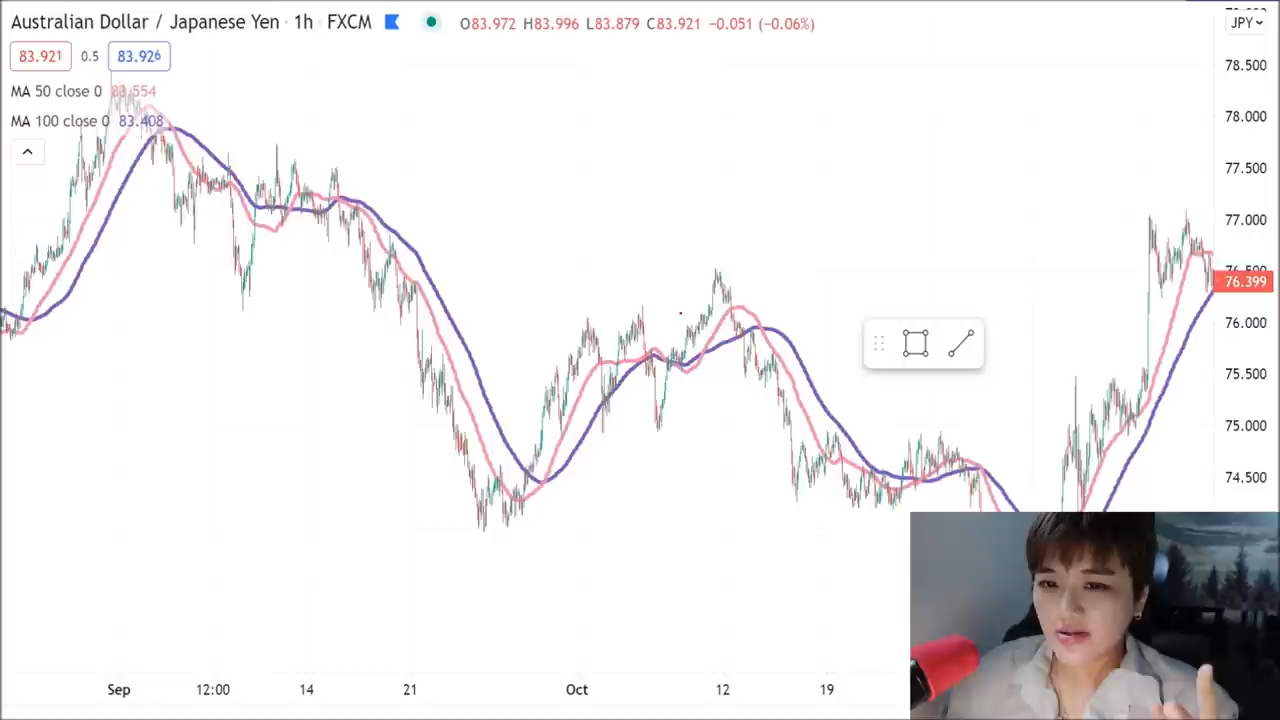 Australian Dollar / Japanese Yen · 1h · FXCM O83.972 H83.996 L83.879 C83.921 −0.051 (−0.06%)
JPY
83.921 0.5 83.926
MA 50 close 0 83.554
MA 100 close 0 83.408
78.500
78.000
77.500
77.000
76.500
76.399
76.000
75.500
75.000
74.500
Sep 12:00 14 21 Oct 12 19